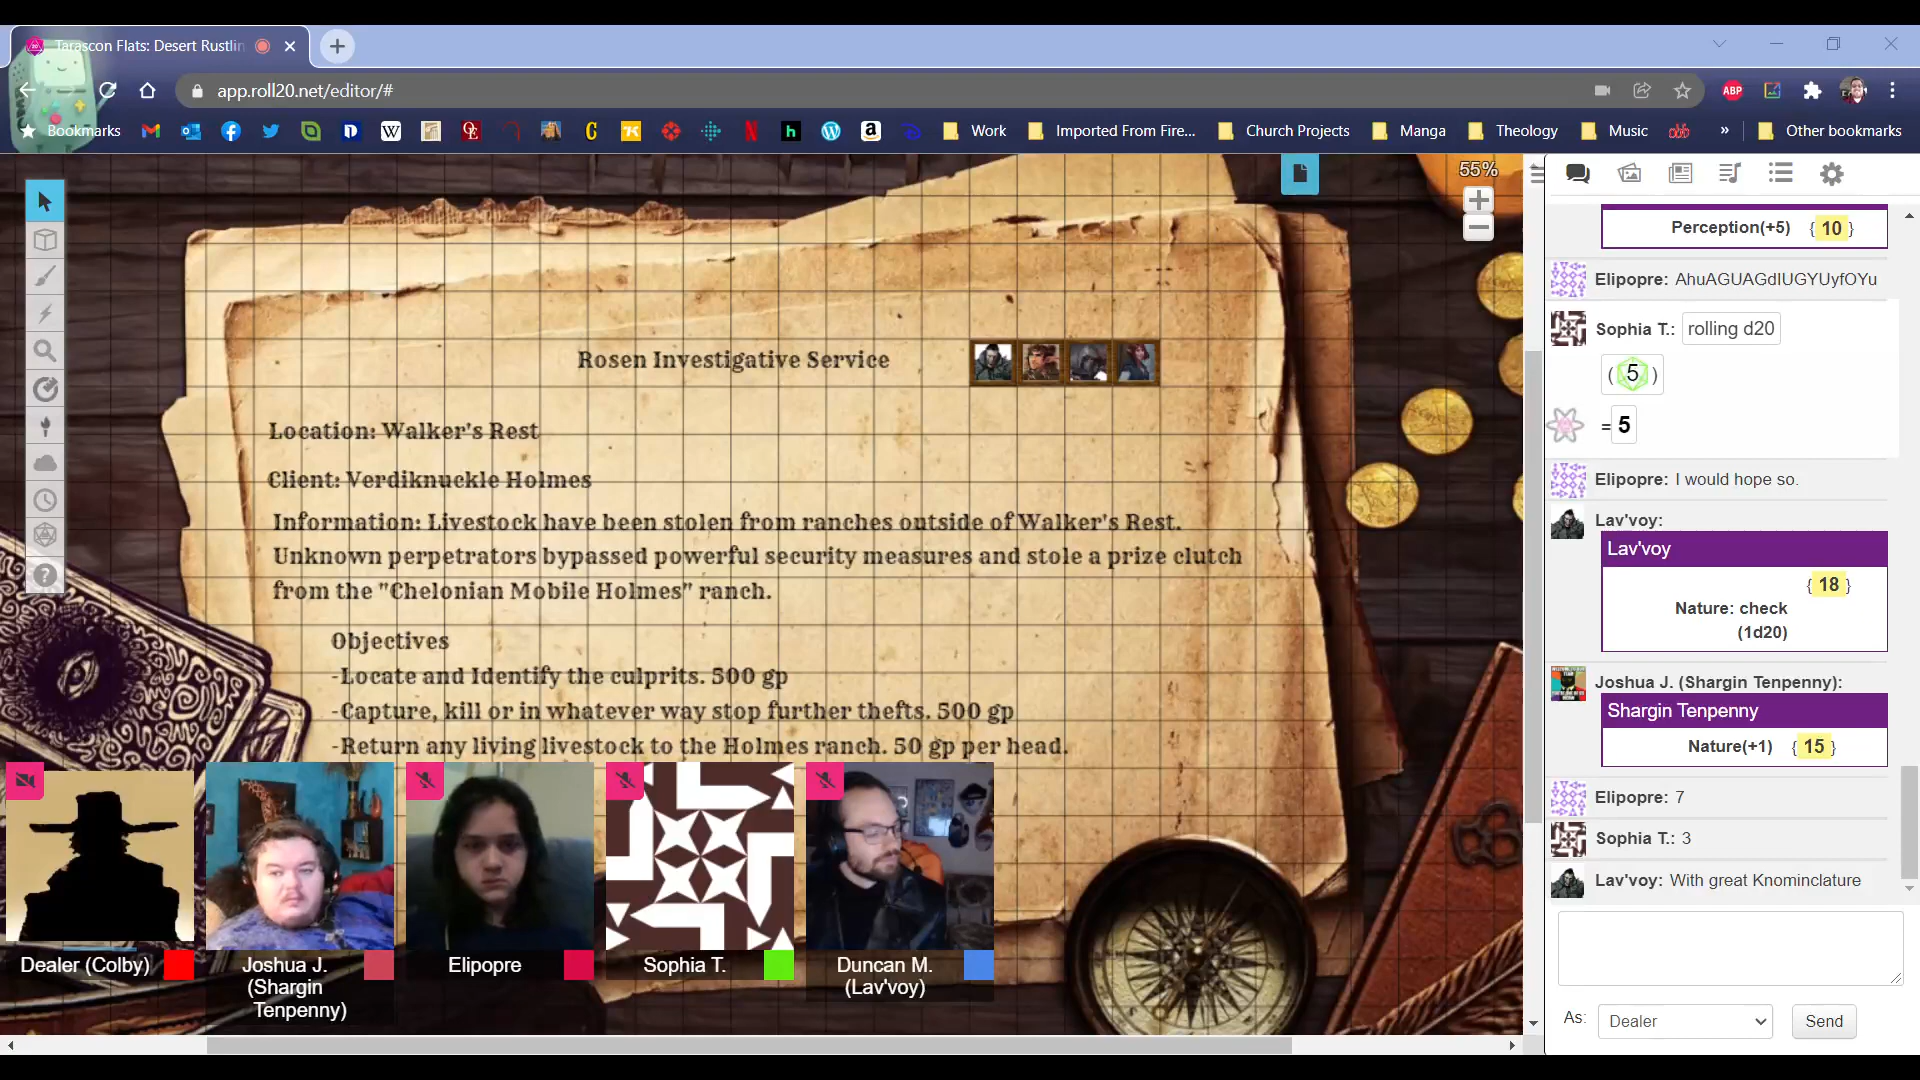 Tarascon Flats: Desert Rustlin
app.roll20.net/editor/#
ABP
Bookmarks
Work
Imported From Fire...
Church Projects
Manga
Theology
Music
»
Other bookmarks
55%
Rosen Investigative Service
Location: Walker's Rest
Client: Verdiknuckle Holmes
Information: Livestock have been stolen from ranches outside of Walker's Rest.
Unknown perpetrators bypassed powerful security measures and stole a prize clutch
from the "Chelonian Mobile Holmes" ranch.
Objectives
-Locate and Identify the culprits. 500 gp
-Capture, kill or in whatever way stop further thefts. 500 gp
-Return any living livestock to the Holmes ranch. 50 gp per head.
Dealer (Colby)
Joshua J.
(Shargin
Tenpenny)
Elipopre
Sophia T.
Duncan M.
(Lav'voy)
Perception(+5) {10}
Elipopre: AhuAGUAGdIUGYUyfOYu
Sophia T.: rolling d20
(5)
=5
Elipopre: I would hope so.
Lav'voy:
Lav'voy
{18}
Nature: check
(1d20)
Joshua J. (Shargin Tenpenny):
Shargin Tenpenny
Nature(+1) {15}
Elipopre: 7
Sophia T.: 3
Lav'voy: With great Knominclature
As: Dealer
Send